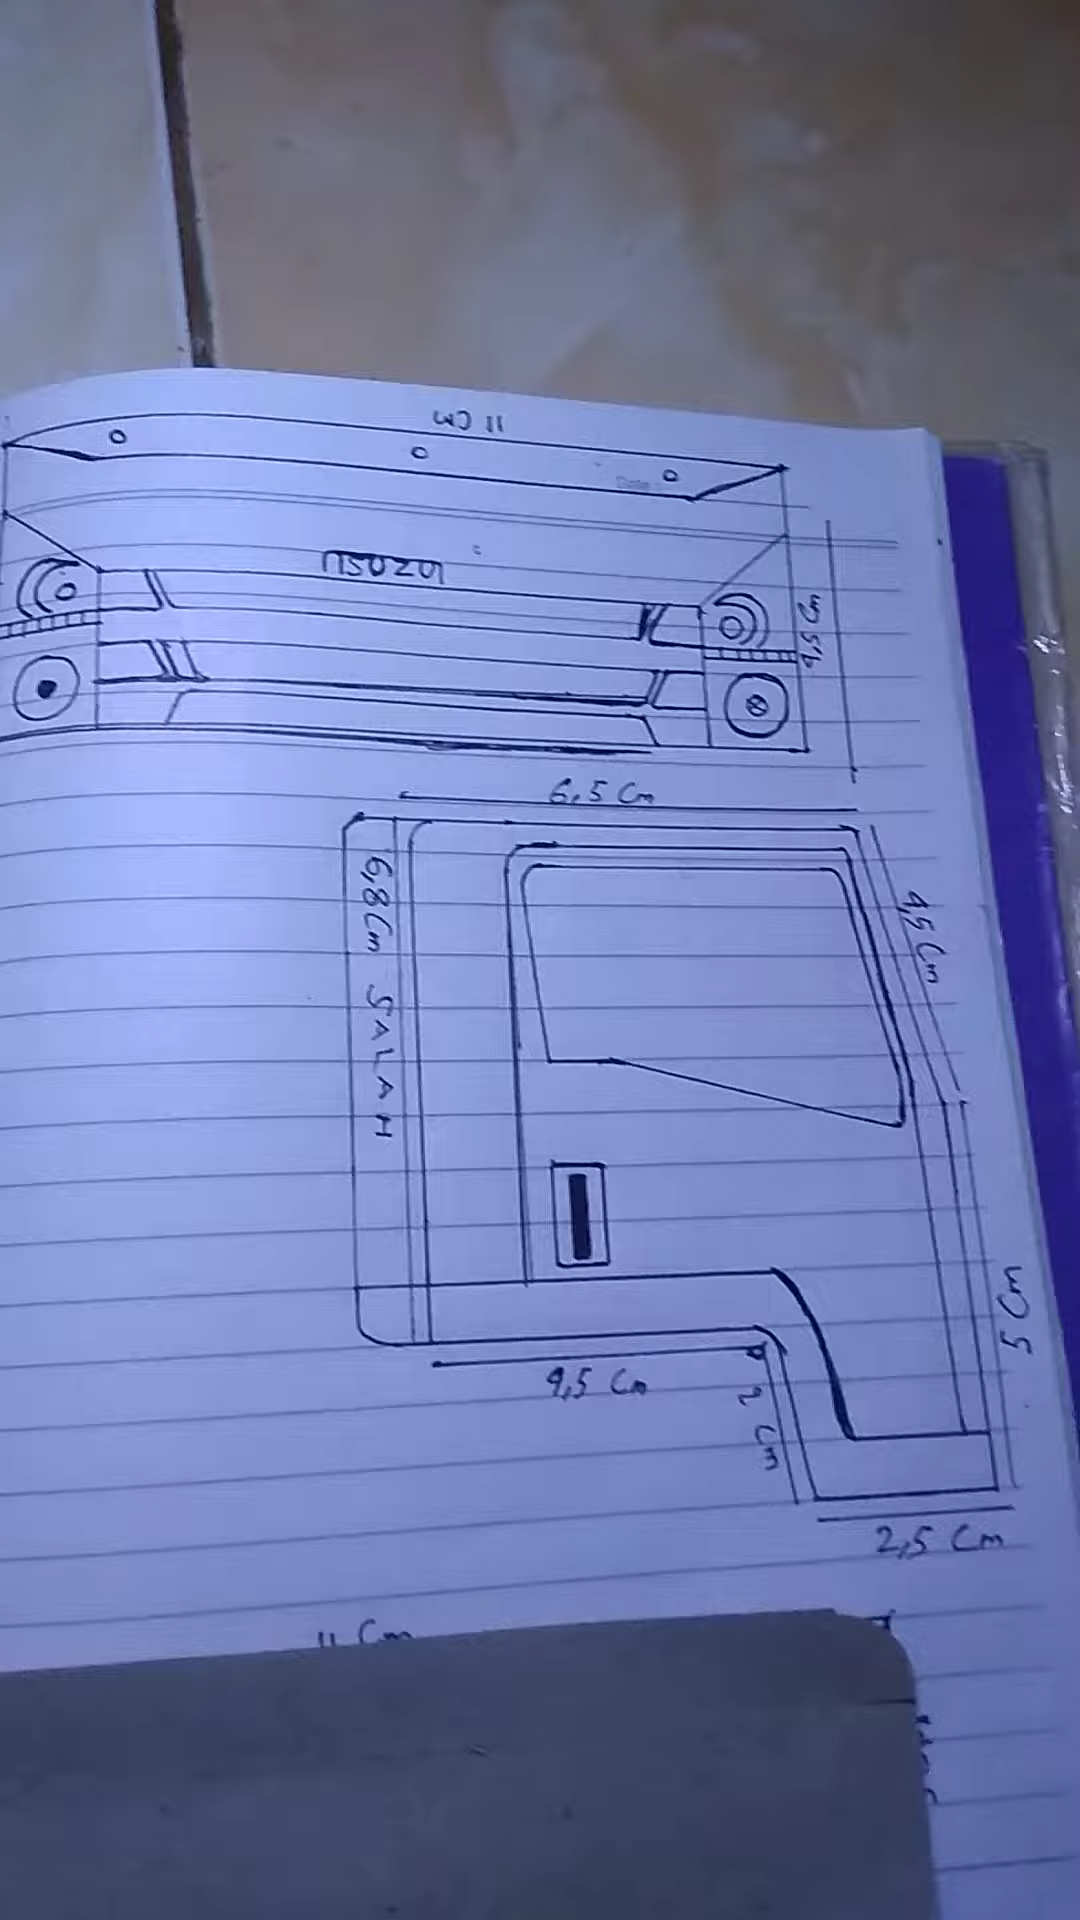 11 cm
ISUZU
4,5 Cm
6,5 Cm
6,8 Cm SALAH
4,5 Cm
5 Cm
4,5 Cm
2 Cm
2,5 Cm
11 Cm